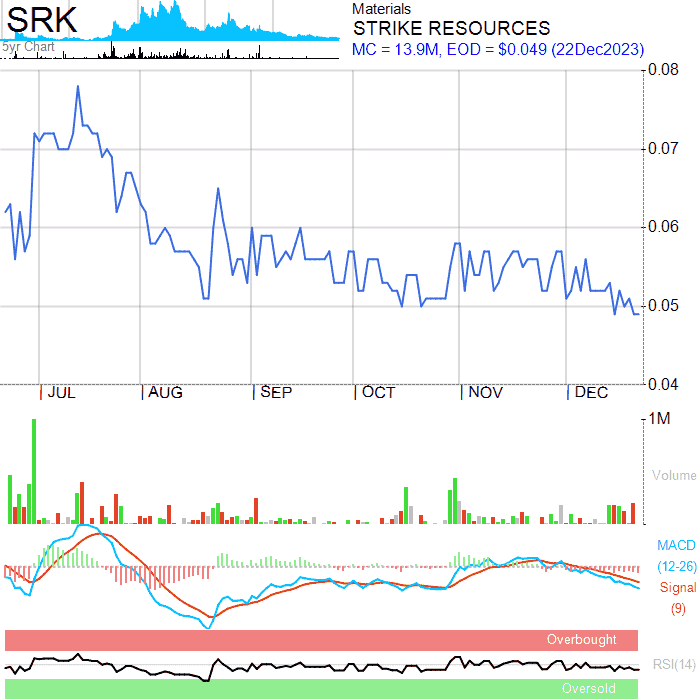 SRK
5yr Chart
Materials
STRIKE RESOURCES
MC = 13.9M, EOD = $0.049 (22Dec2023)
0.08
0.07
0.06
0.05
0.04
JUL AUG SEP OCT NOV DEC
1M
Volume
MACD
(12-26)
Signal
(9)
Overbought
RSI(14)
Oversold